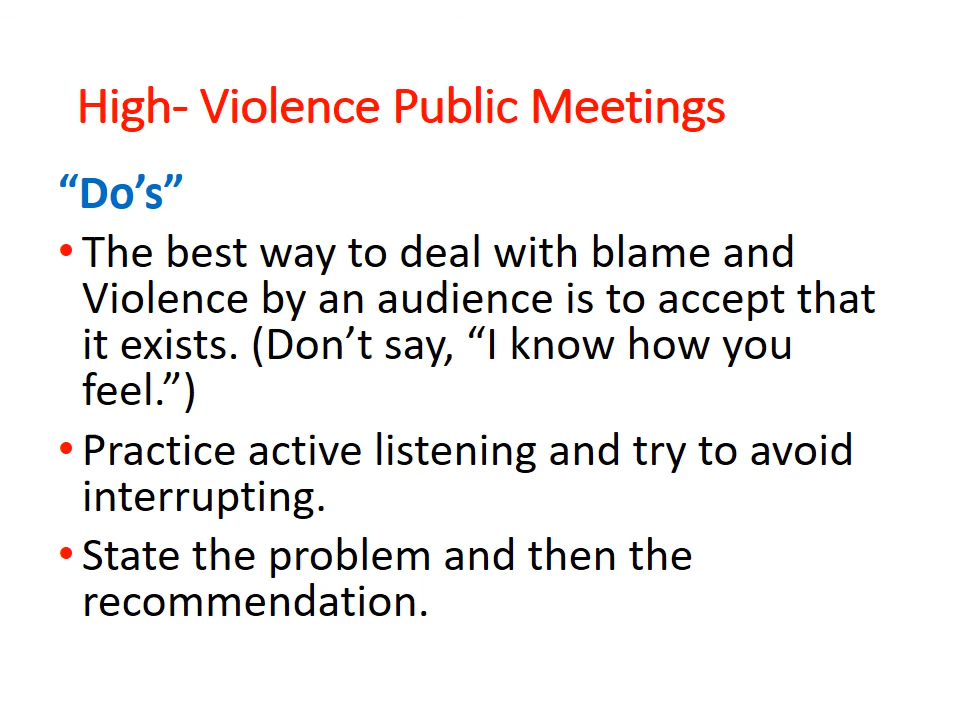 High- Violence Public Meetings
“Do’s”
• The best way to deal with blame and
Violence by an audience is to accept that
it exists. (Don’t say, “I know how you
feel.”)
• Practice active listening and try to avoid
interrupting.
• State the problem and then the
recommendation.